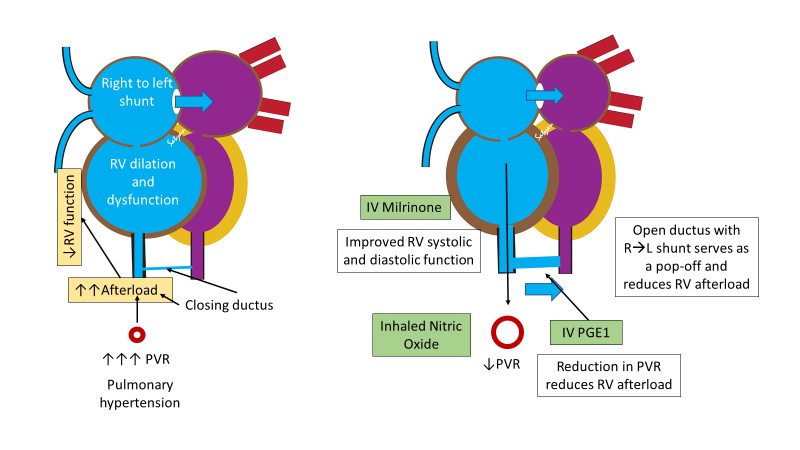 Right to left
shunt
RV dilation
and
dysfunction
↓RV function
↑↑Afterload
Closing ductus
↑↑↑ PVR
Pulmonary
hypertension
IV Milrinone
Improved RV systolic
and diastolic function
Open ductus with
R→L shunt serves as
a pop-off and
reduces RV afterload
Inhaled Nitric
Oxide
IV PGE1
↓PVR
Reduction in PVR
reduces RV afterload